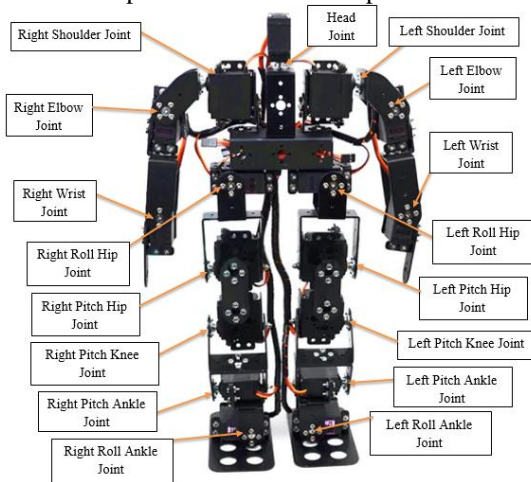 Right Shoulder Joint
Head
Joint
Left Shoulder Joint
Left Elbow
Joint
Right Elbow
Joint
Left Wrist
Joint
Right Wrist
Joint
Right Roll Hip
Joint
Left Roll Hip
Joint
Right Pitch Hip
Joint
Left Pitch Hip
Joint
Right Pitch Knee
Joint
Left Pitch Knee Joint
Right Pitch Ankle
Joint
Left Pitch Ankle
Joint
Right Roll Ankle
Joint
Left Roll Ankle
Joint